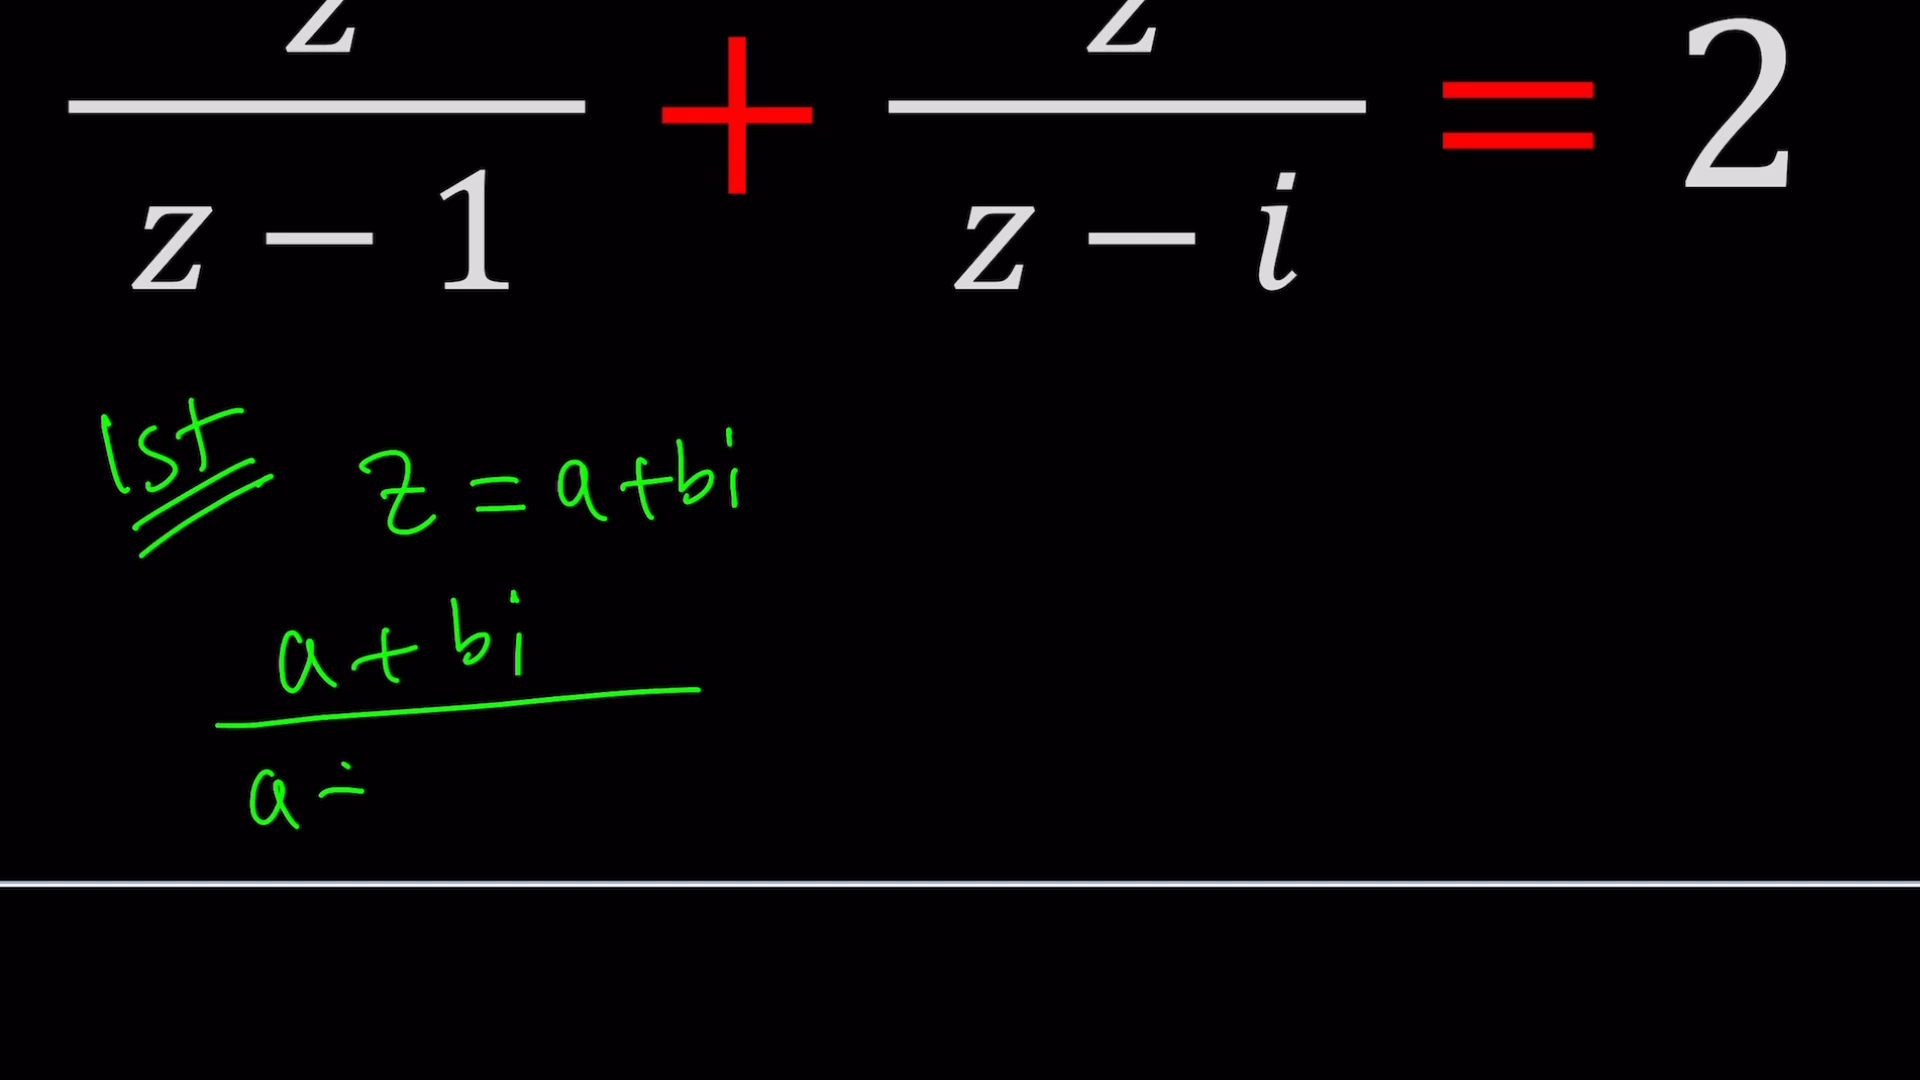 z/(z − 1) + z/(z − i) = 2
1st z = a + bi
a + bi
a -